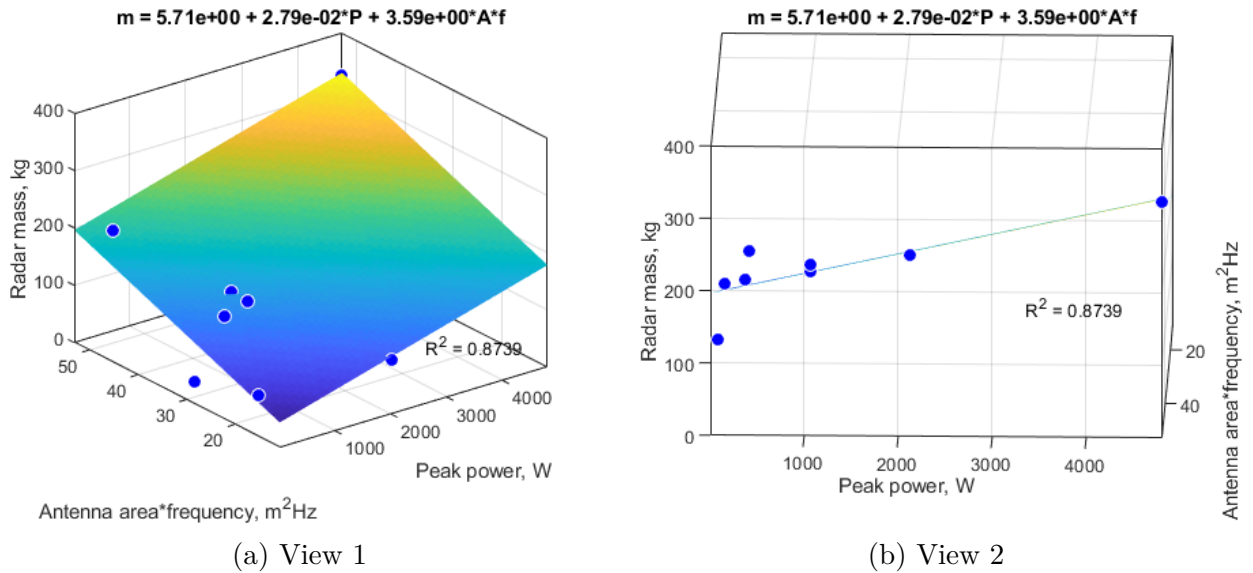 m = 5.71e+00 + 2.79e-02*P + 3.59e+00*A*f
400
300
200
100
0
Radar mass, kg
50
40
30
20
1000
2000
3000
4000
R² = 0.8739
Peak power, W
Antenna area*frequency, m²Hz
(a) View 1
m = 5.71e+00 + 2.79e-02*P + 3.59e+00*A*f
400
300
200
100
0
Radar mass, kg
R² = 0.8739
20
40
1000
2000
3000
4000
Peak power, W
Antenna area*frequency, m²Hz
(b) View 2